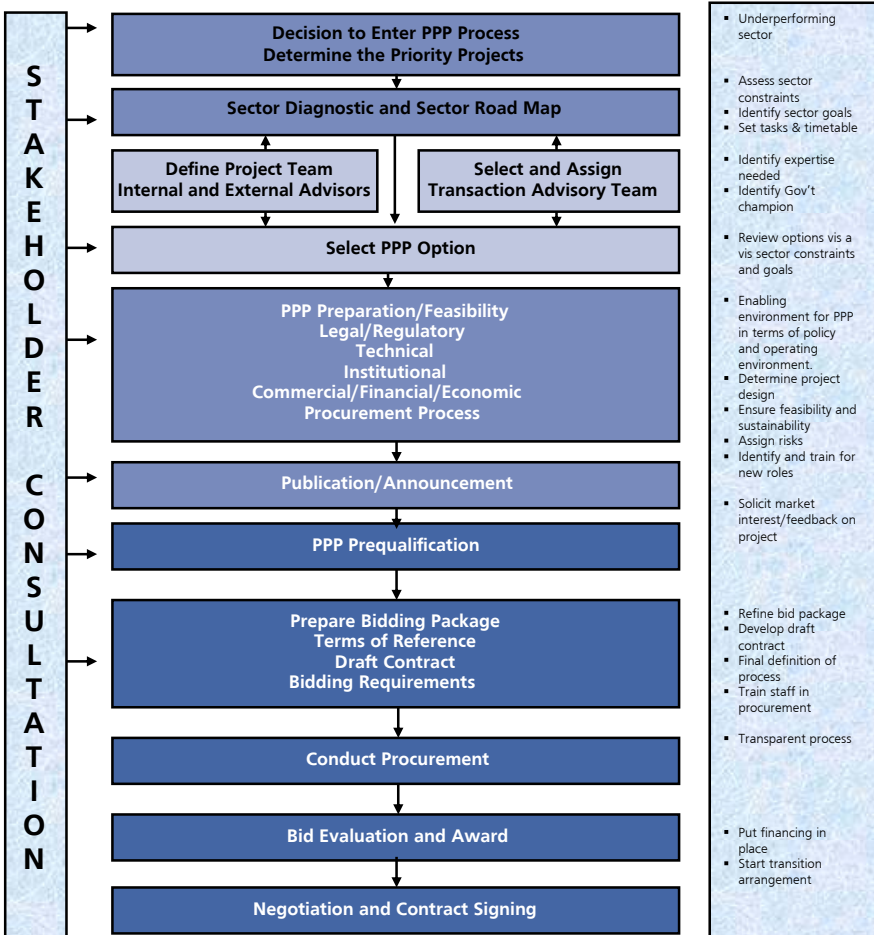 STAKEHOLDER CONSULTATION
Decision to Enter PPP Process
Determine the Priority Projects
Sector Diagnostic and Sector Road Map
Define Project Team
Internal and External Advisors
Select and Assign
Transaction Advisory Team
Select PPP Option
PPP Preparation/Feasibility
Legal/Regulatory
Technical
Institutional
Commercial/Financial/Economic
Procurement Process
Publication/Announcement
PPP Prequalification
Prepare Bidding Package
Terms of Reference
Draft Contract
Bidding Requirements
Conduct Procurement
Bid Evaluation and Award
Negotiation and Contract Signing
▪ Underperforming
sector
▪ Assess sector
constraints
▪ Identify sector goals
▪ Set tasks & timetable
▪ Identify expertise
needed
▪ Identify Gov't
champion
▪ Review options vis a
vis sector constraints
and goals
▪ Enabling
environment for PPP
in terms of policy
and operating
environment.
▪ Determine project
design
▪ Ensure feasibility and
sustainability
▪ Assign risks
▪ Identify and train for
new roles
▪ Solicit market
interest/feedback on
project
▪ Refine bid package
▪ Develop draft
contract
▪ Final definition of
process
▪ Train staff in
procurement
▪ Transparent process
▪ Put financing in
place
▪ Start transition
arrangement